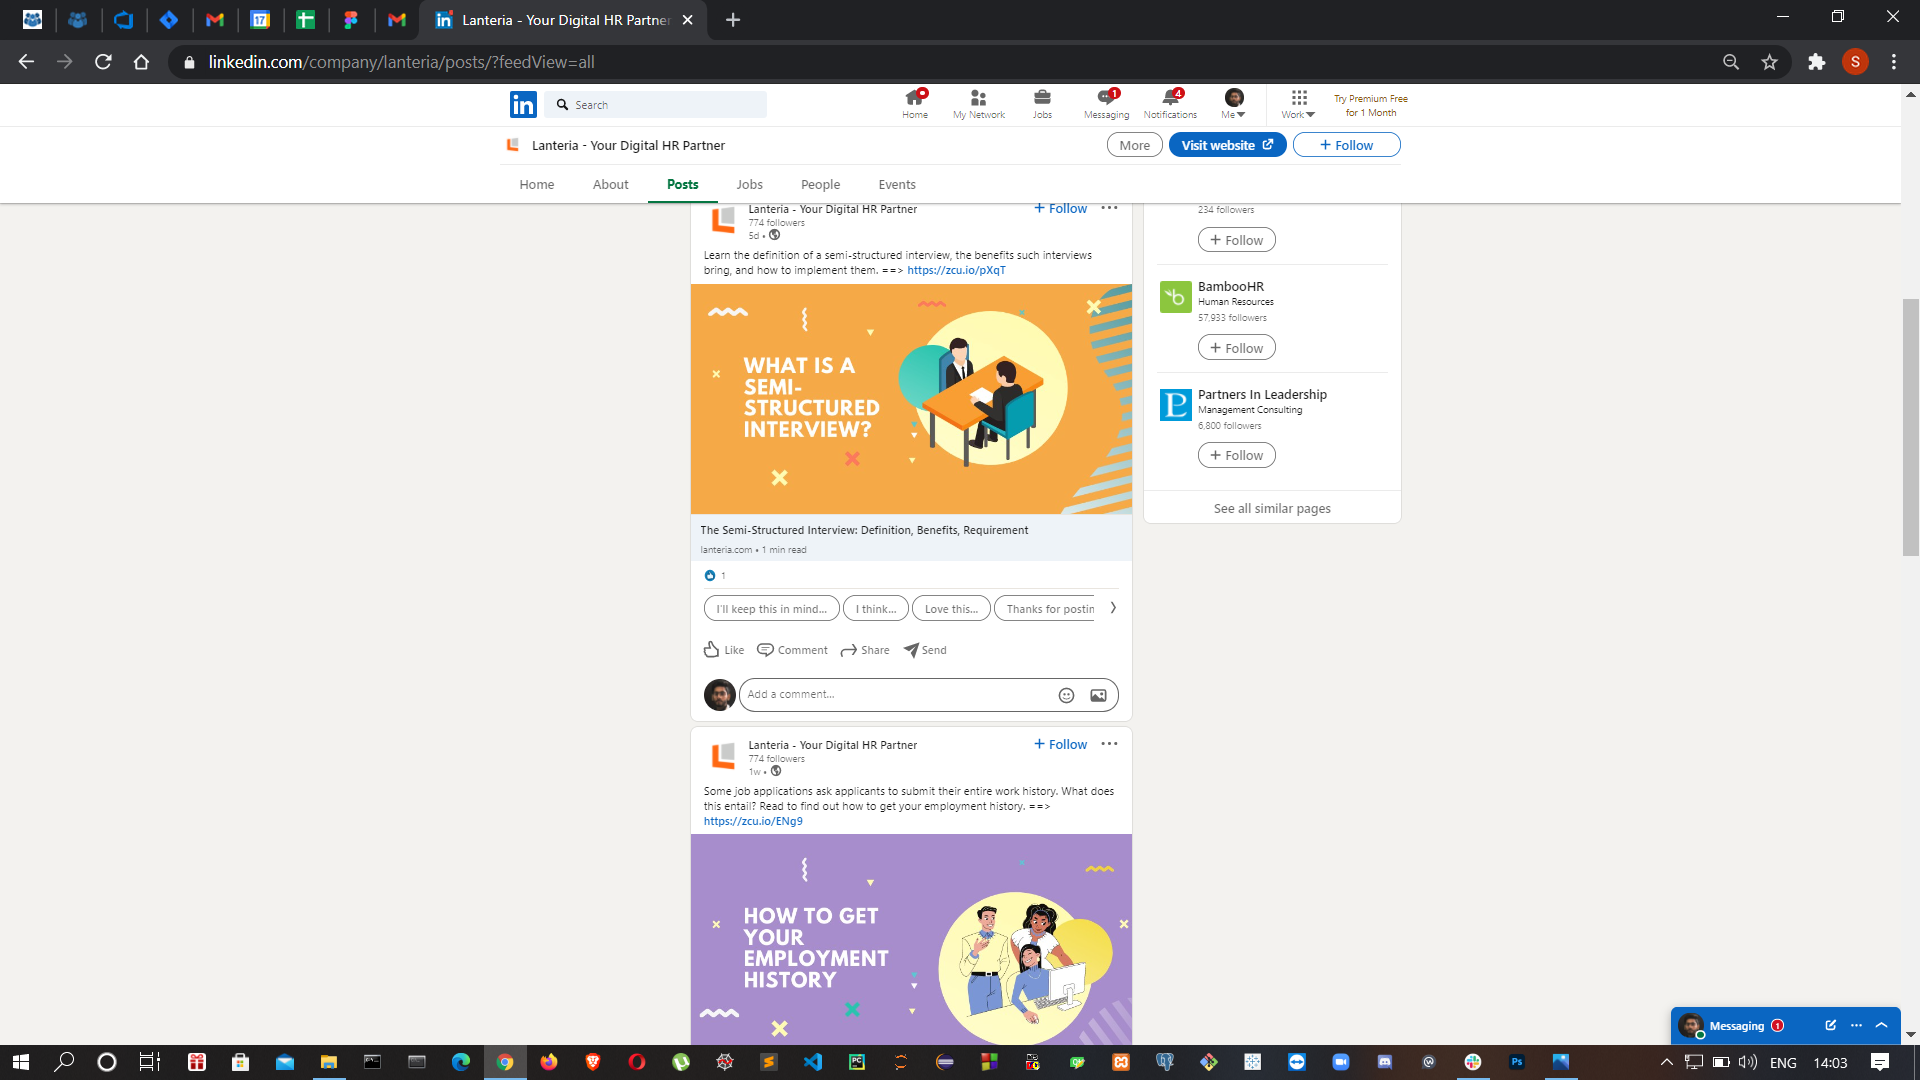 Lanteria - Your Digital HR Partner
linkedin.com/company/lanteria/posts/?feedView=all
S
in
Search
Home
My Network
Jobs
1
Messaging
4
Notifications
Me
Work
Try Premium Free
for 1 Month
Lanteria - Your Digital HR Partner
More
Visit website
+ Follow
Home
About
Posts
Jobs
People
Events
Lanteria - Your Digital HR Partner
774 followers
5d •
+ Follow
Learn the definition of a semi-structured interview, the benefits such interviews
bring, and how to implement them. ==> https://zcu.io/pXqT
WHAT IS A
SEMI-
STRUCTURED
INTERVIEW?
The Semi-Structured Interview: Definition, Benefits, Requirement
lanteria.com • 1 min read
1
I'll keep this in mind...
I think...
Love this...
Thanks for postin
Like
Comment
Share
Send
Add a comment...
Lanteria - Your Digital HR Partner
774 followers
1w •
+ Follow
Some job applications ask applicants to submit their entire work history. What does
this entail? Read to find out how to get your employment history. ==>
https://zcu.io/ENg9
HOW TO GET
YOUR
EMPLOYMENT
HISTORY
234 followers
+ Follow
BambooHR
Human Resources
57,933 followers
+ Follow
Partners In Leadership
Management Consulting
6,800 followers
+ Follow
See all similar pages
Messaging 1
ENG
14:03